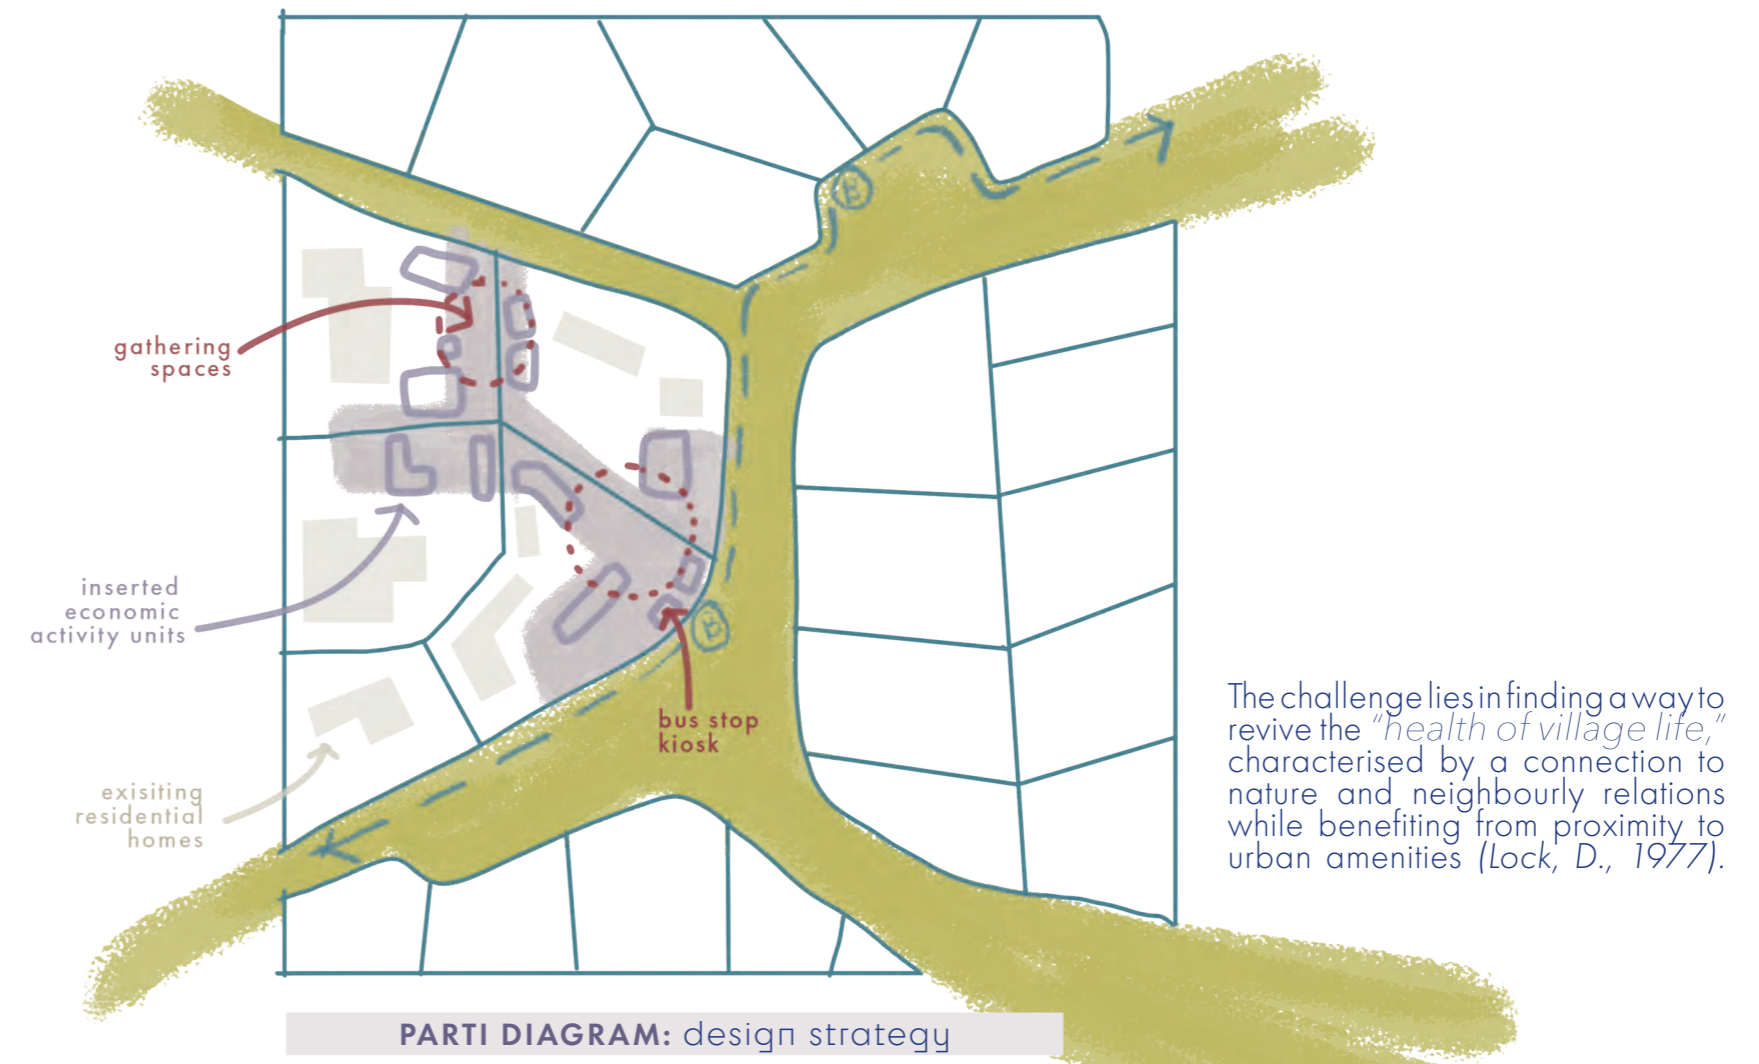 B
gathering
spaces
inserted
economic
activity units
B
bus stop
kiosk
exisiting
residential
homes
The challenge lies in finding a way to
revive the “health of village life,”
characterised by a connection to
nature and neighbourly relations
while benefiting from proximity to
urban amenities (Lock, D., 1977).
PARTI DIAGRAM: design strategy